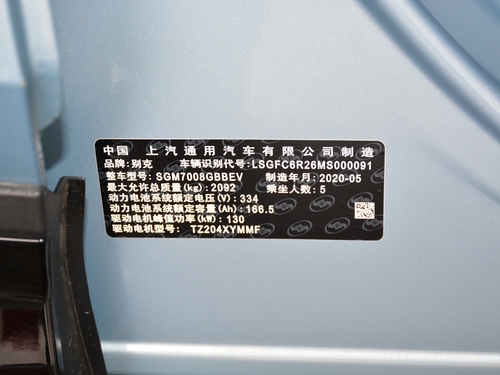 中国 上汽通用汽车有限公司制造
品牌:别克 车辆识别代号:LSGFC6R26MS000091
整车型号:SGM7008GBBEV 制造年月:2020-05
最大允许总质量(kg):2092 乘坐人数:5
动力电池系统额定电压(V):334
动力电池系统额定容量(Ah):166.5
驱动电机峰值功率(kW):130
驱动电机型号: TZ204XYMMF